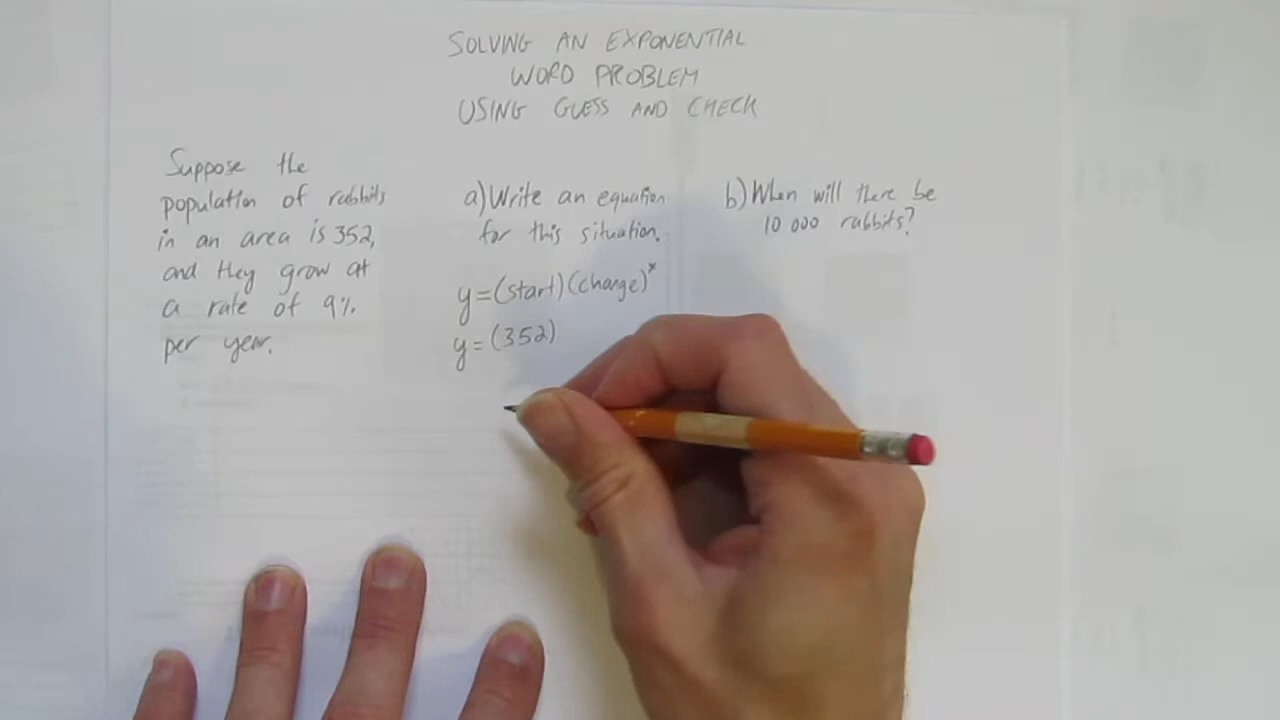 SOLVING AN EXPONENTIAL
WORD PROBLEM
USING GUESS AND CHECK
Suppose the
population of rabbits
in an area is 352,
and they grow at
a rate of 9%
per year.
a) Write an equation
for this situation.
y=(start)(change)ˣ
y=(352)
b) When will there be
10 000 rabbits?